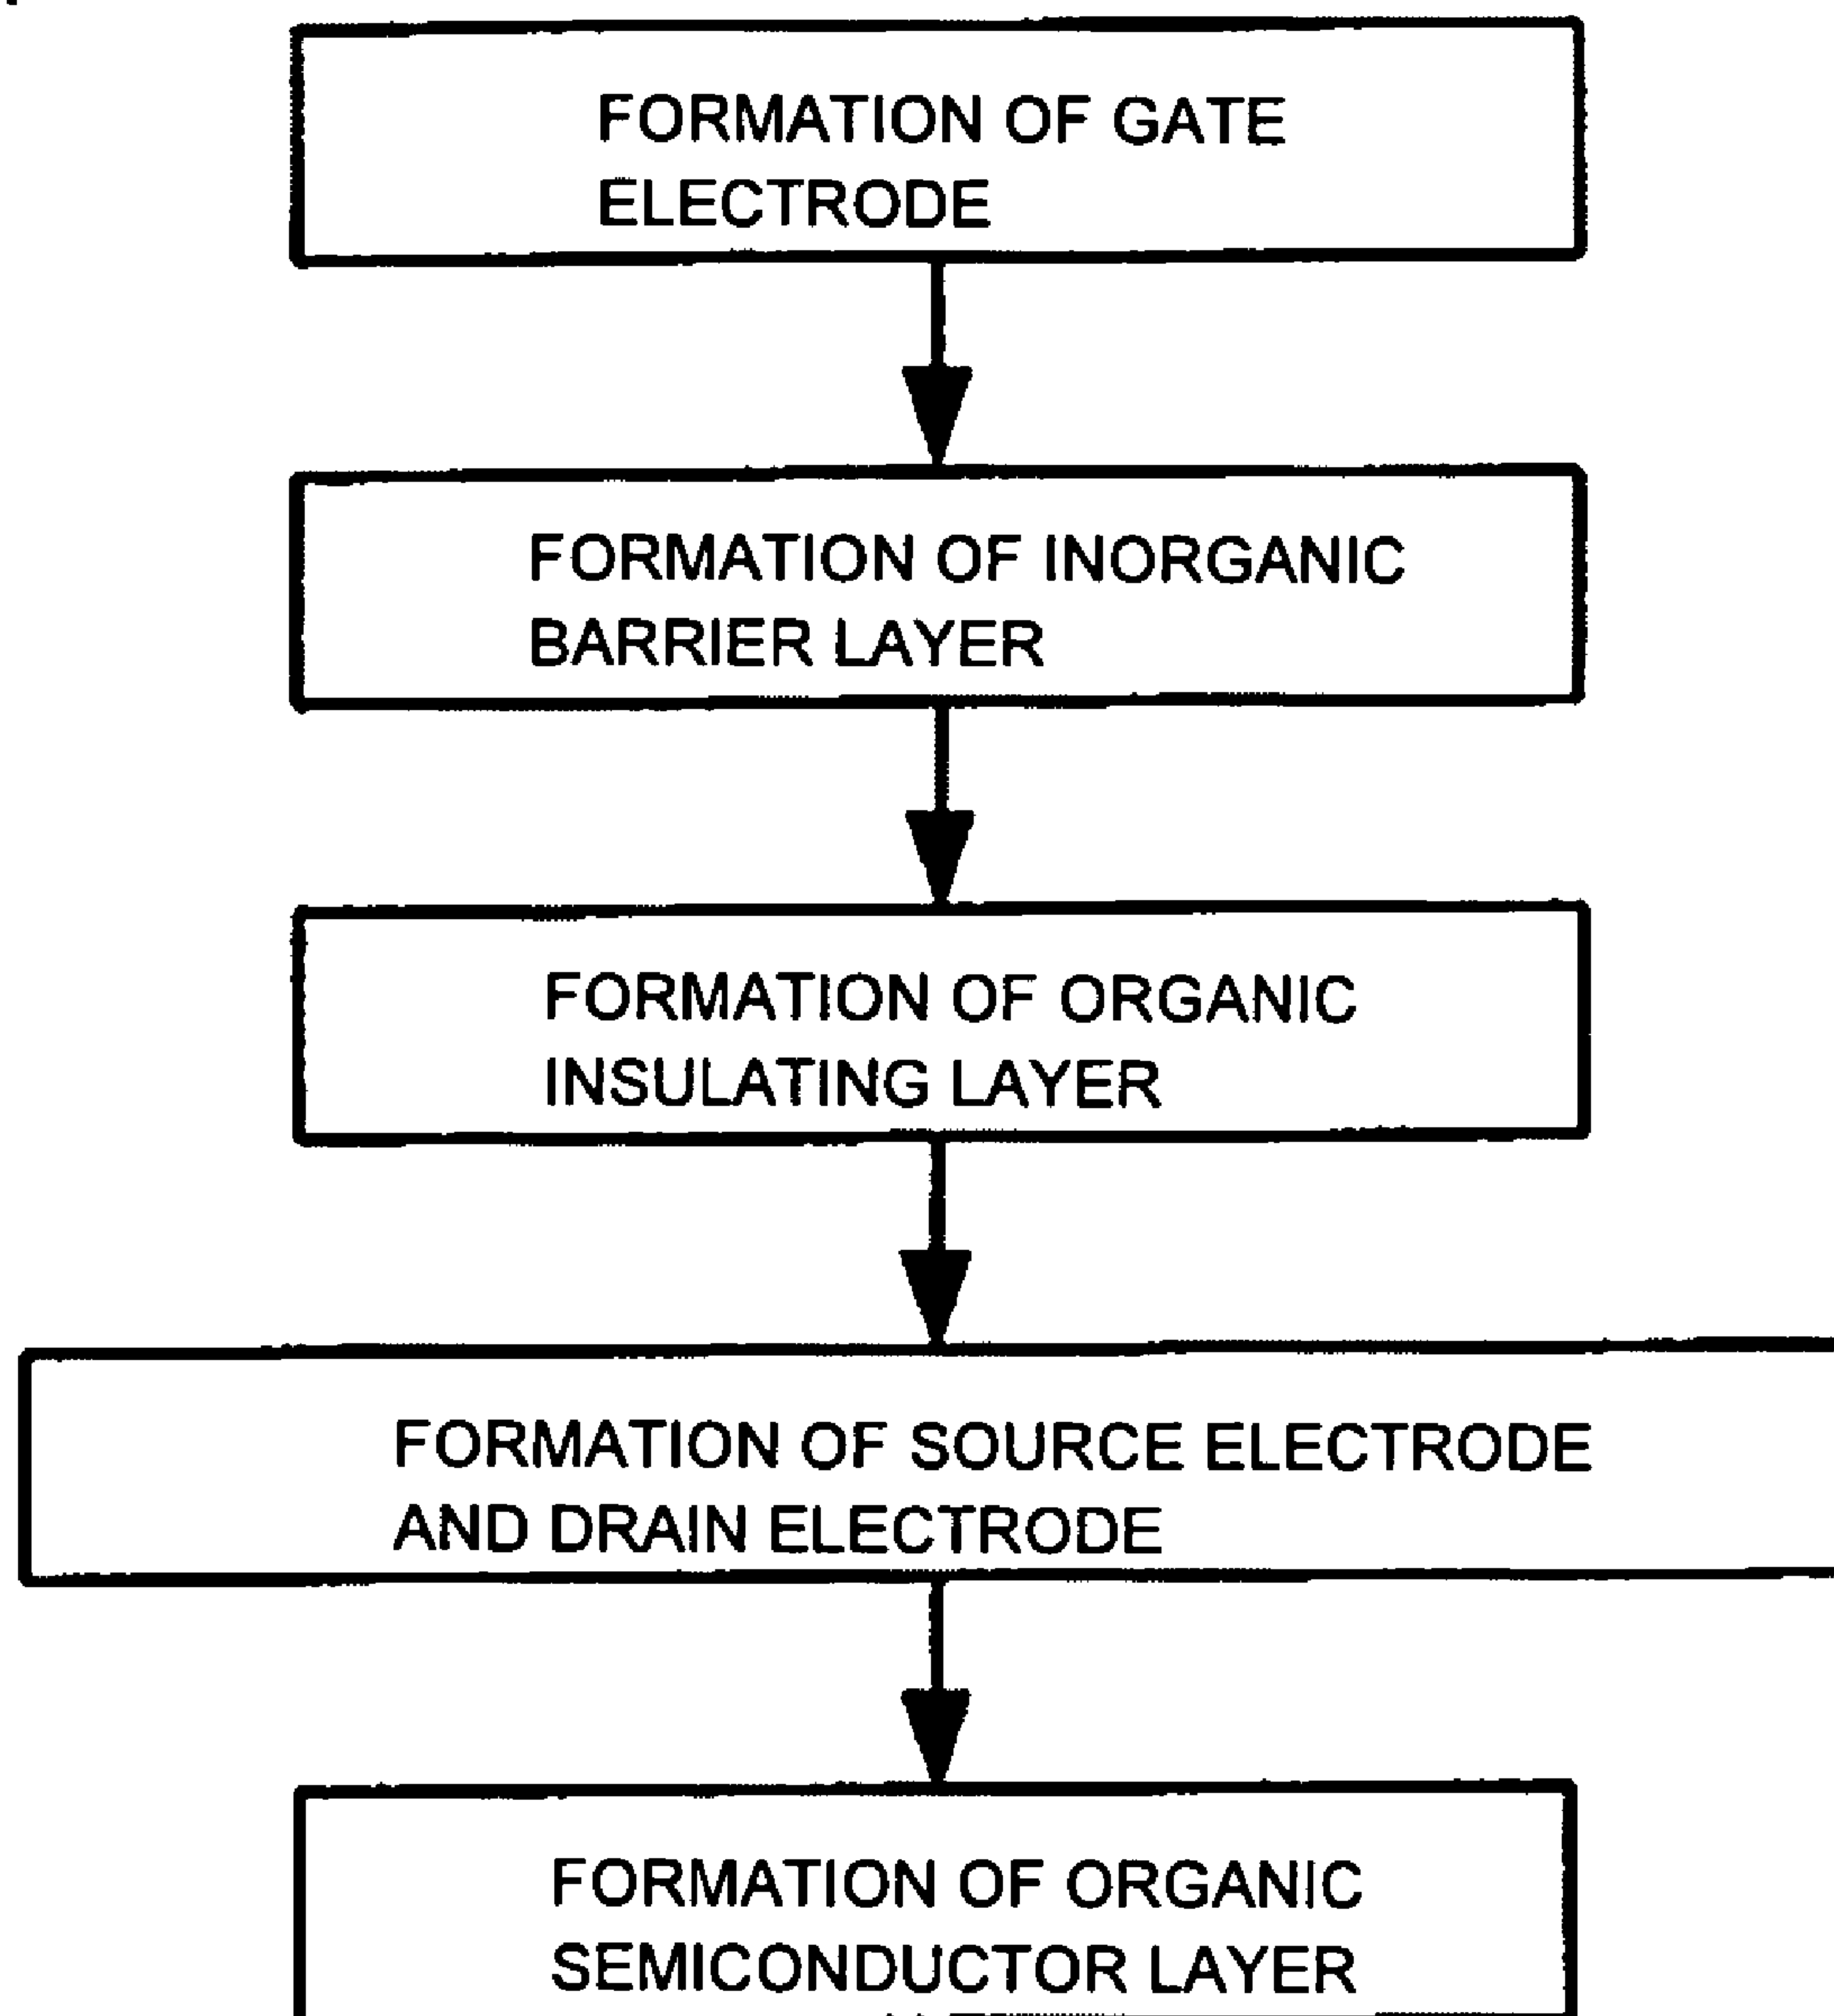 FORMATION OF GATE
ELECTRODE
FORMATION OF INORGANIC
BARRIER LAYER
FORMATION OF ORGANIC
INSULATING LAYER
FORMATION OF SOURCE ELECTRODE
AND DRAIN ELECTRODE
FORMATION OF ORGANIC
SEMICONDUCTOR LAYER